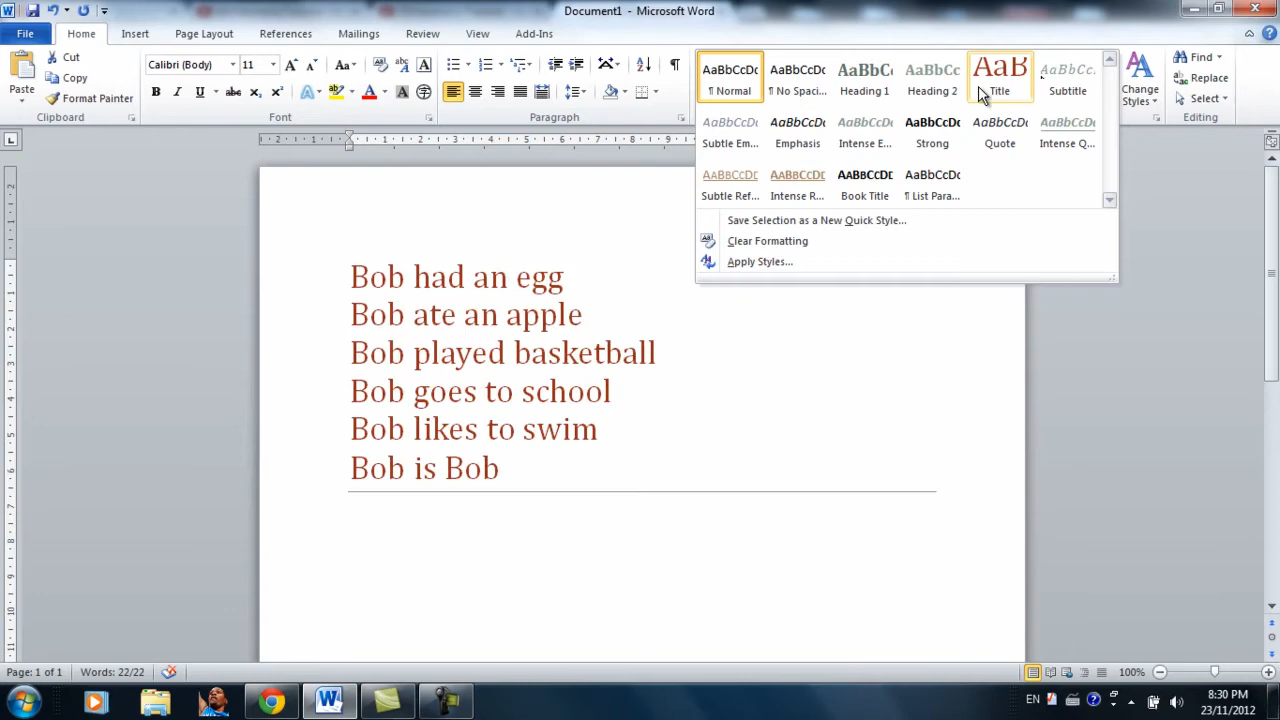 Document1 - Microsoft Word
File Home Insert Page Layout References Mailings Review View Add-Ins
Paste
Cut
Copy
Format Painter
Clipboard
Calibri (Body) 11
Font
Paragraph
AaBbCcDc AaBbCcDc AaBbCc AaBbCc AaB AaBbCc.
¶ Normal ¶ No Spaci... Heading 1 Heading 2 Title Subtitle
AaBbCcDc AaBbCcDc AaBbCcDc AaBbCcDc AaBbCcDc AaBbCcDc
Subtle Em... Emphasis Intense E... Strong Quote Intense Q...
AaBbCcDc AaBbCcDc AaBbCcDc AaBbCcDc
Subtle Ref... Intense R... Book Title ¶ List Para...
Save Selection as a New Quick Style...
Clear Formatting
Apply Styles...
Change
Styles
Find
Replace
Select
Editing
Bob had an egg
Bob ate an apple
Bob played basketball
Bob goes to school
Bob likes to swim
Bob is Bob
Page: 1 of 1 Words: 22/22
100%
EN
8:30 PM
23/11/2012